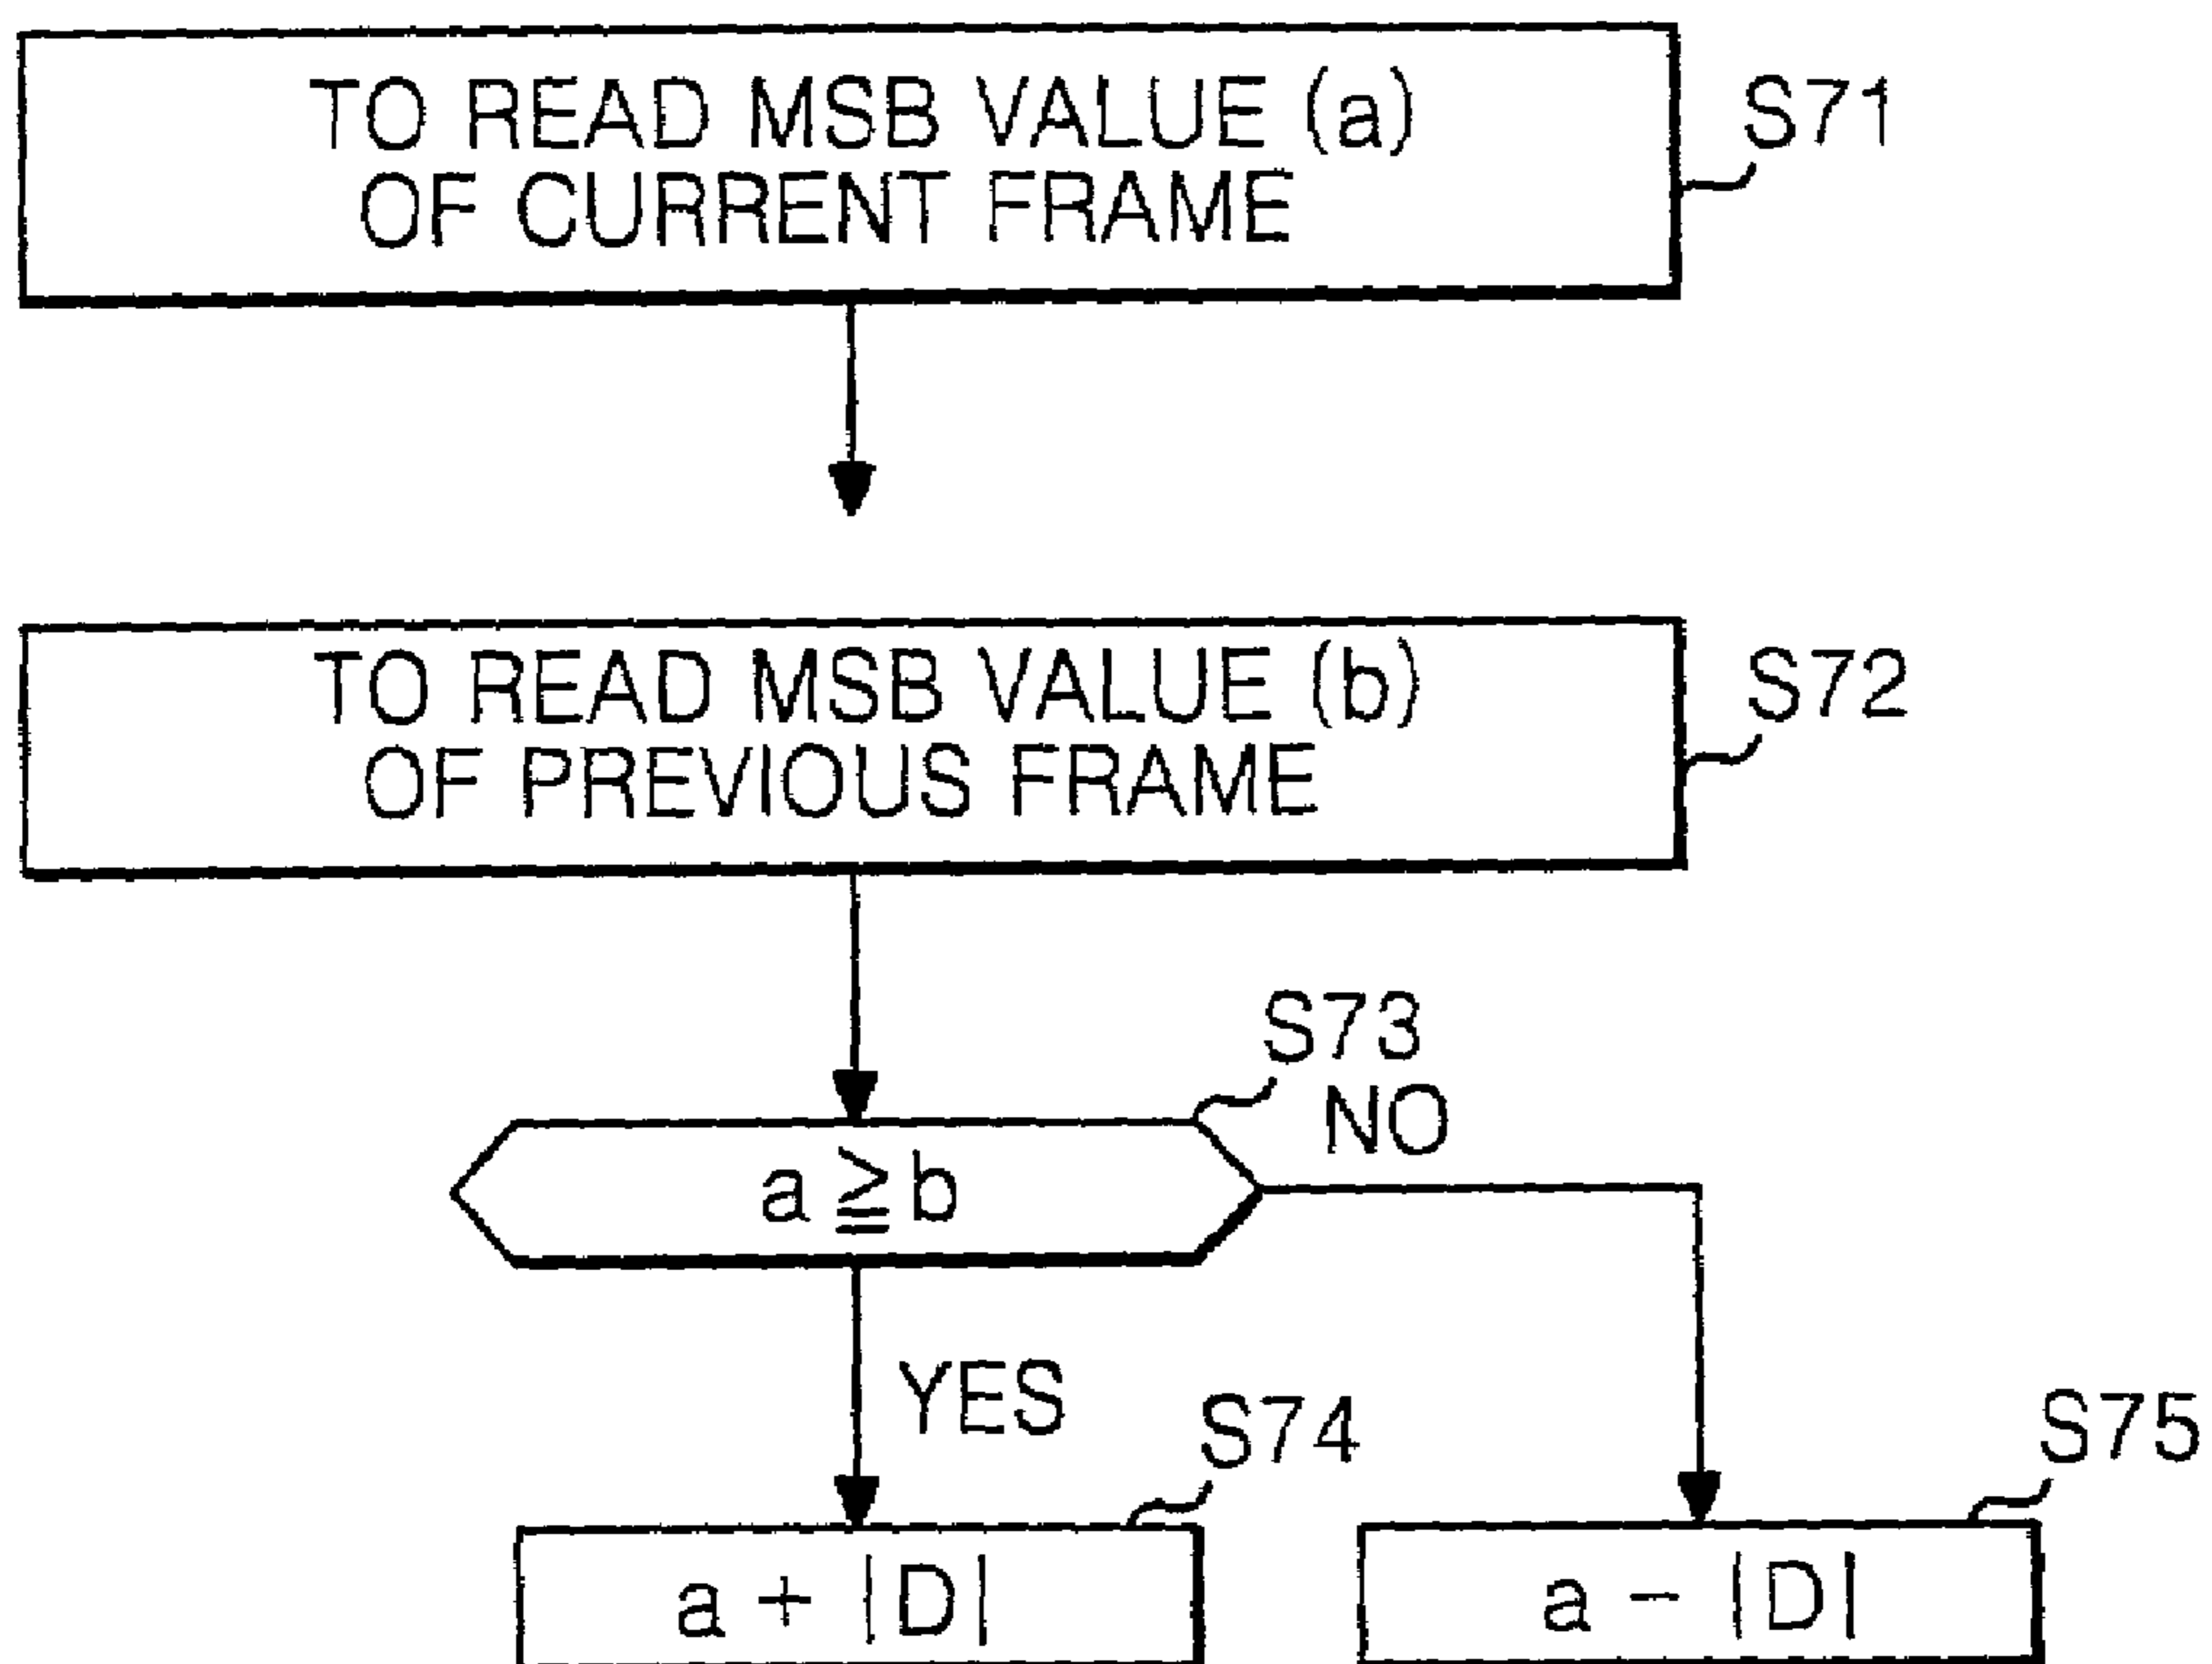 TO READ MSB VALUE (a)
OF CURRENT FRAME
S71
TO READ MSB VALUE (b)
OF PREVIOUS FRAME
S72
S73
NO
a ≧ b
YES
S74
S75
a + |D|
a − |D|